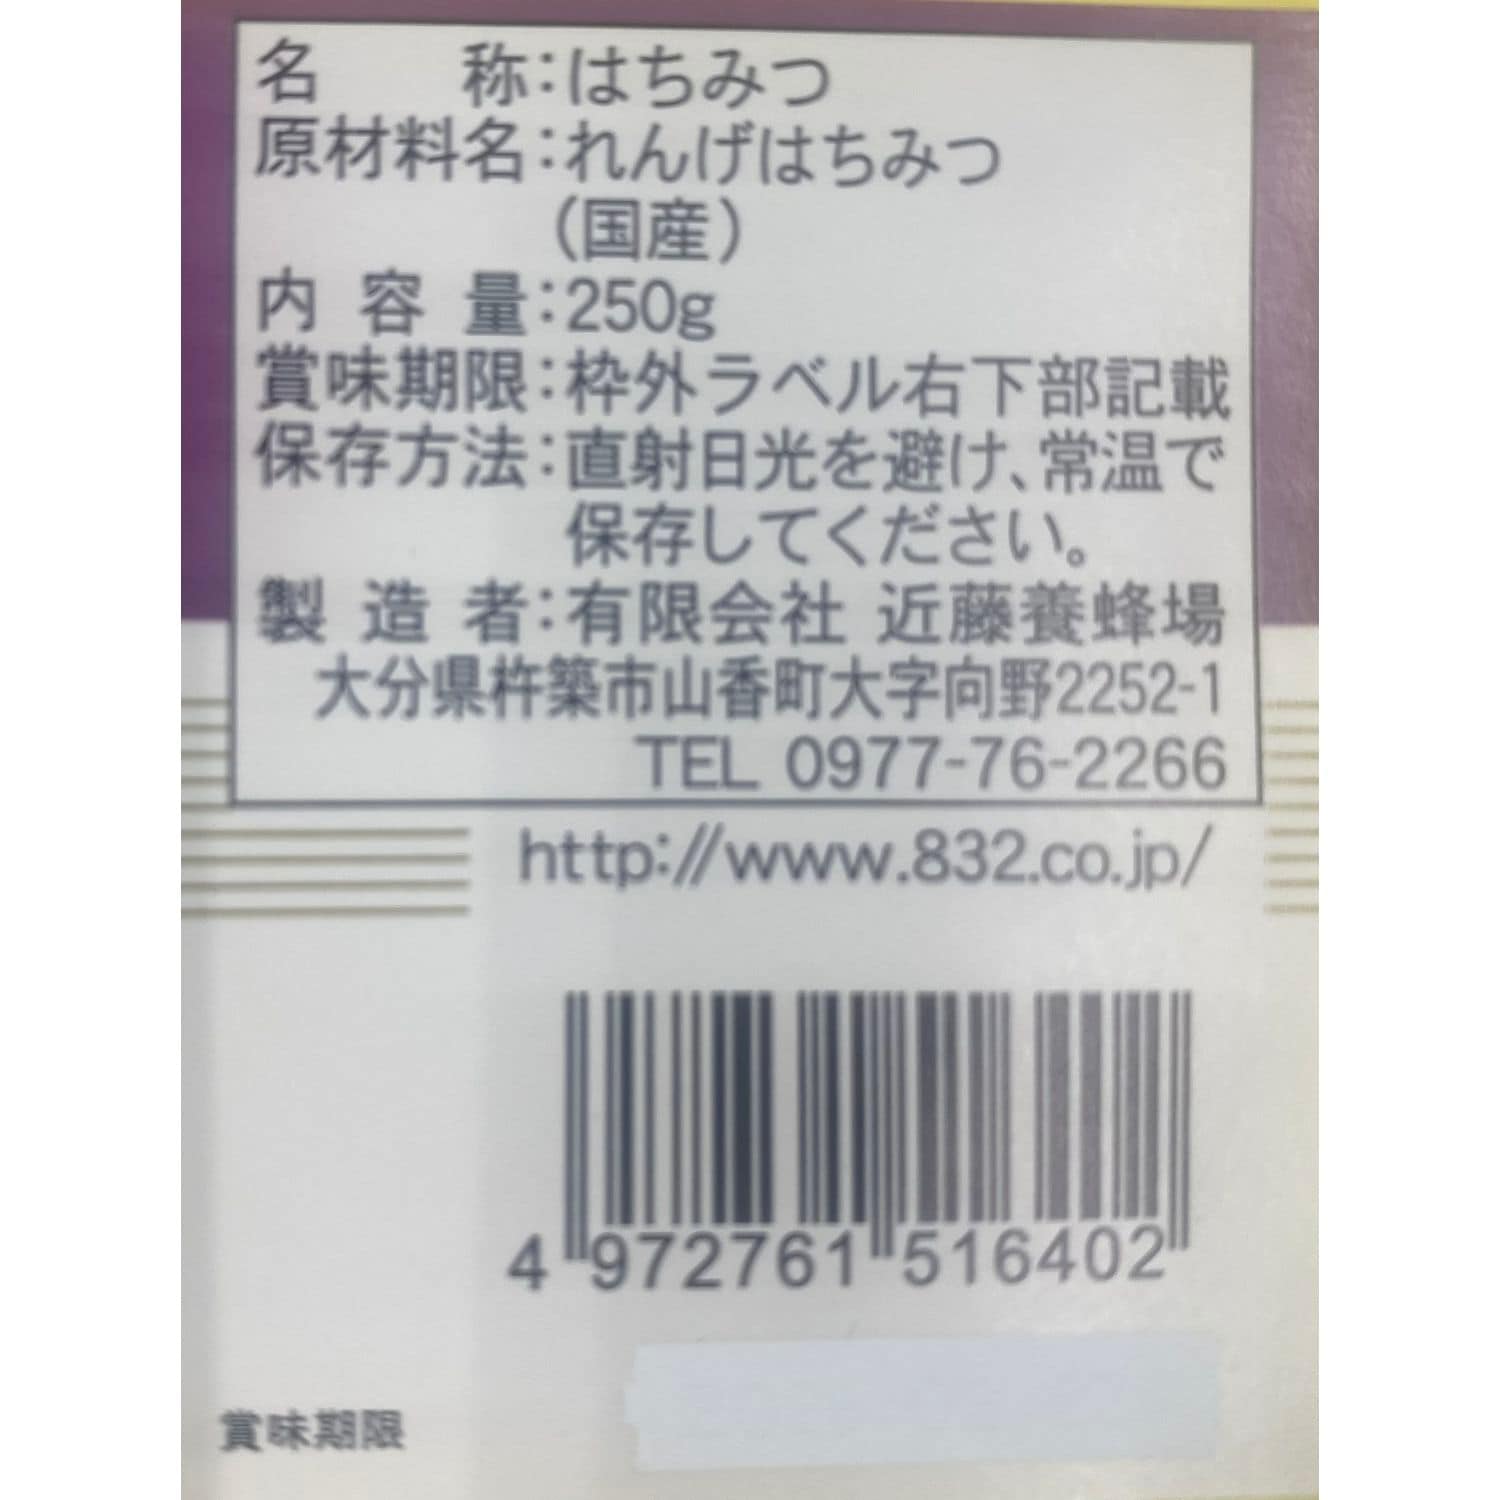 名称：はちみつ
原材料名：れんげはちみつ
（国産）
内容量：250g
賞味期限：枠外ラベル右下部記載
保存方法：直射日光を避け、常温で
保存してください。
製造者：有限会社 近藤養蜂場
大分県杵築市山香町大字向野2252-1
TEL 0977-76-2266
http://www.832.co.jp/
4 972761 516402
賞味期限